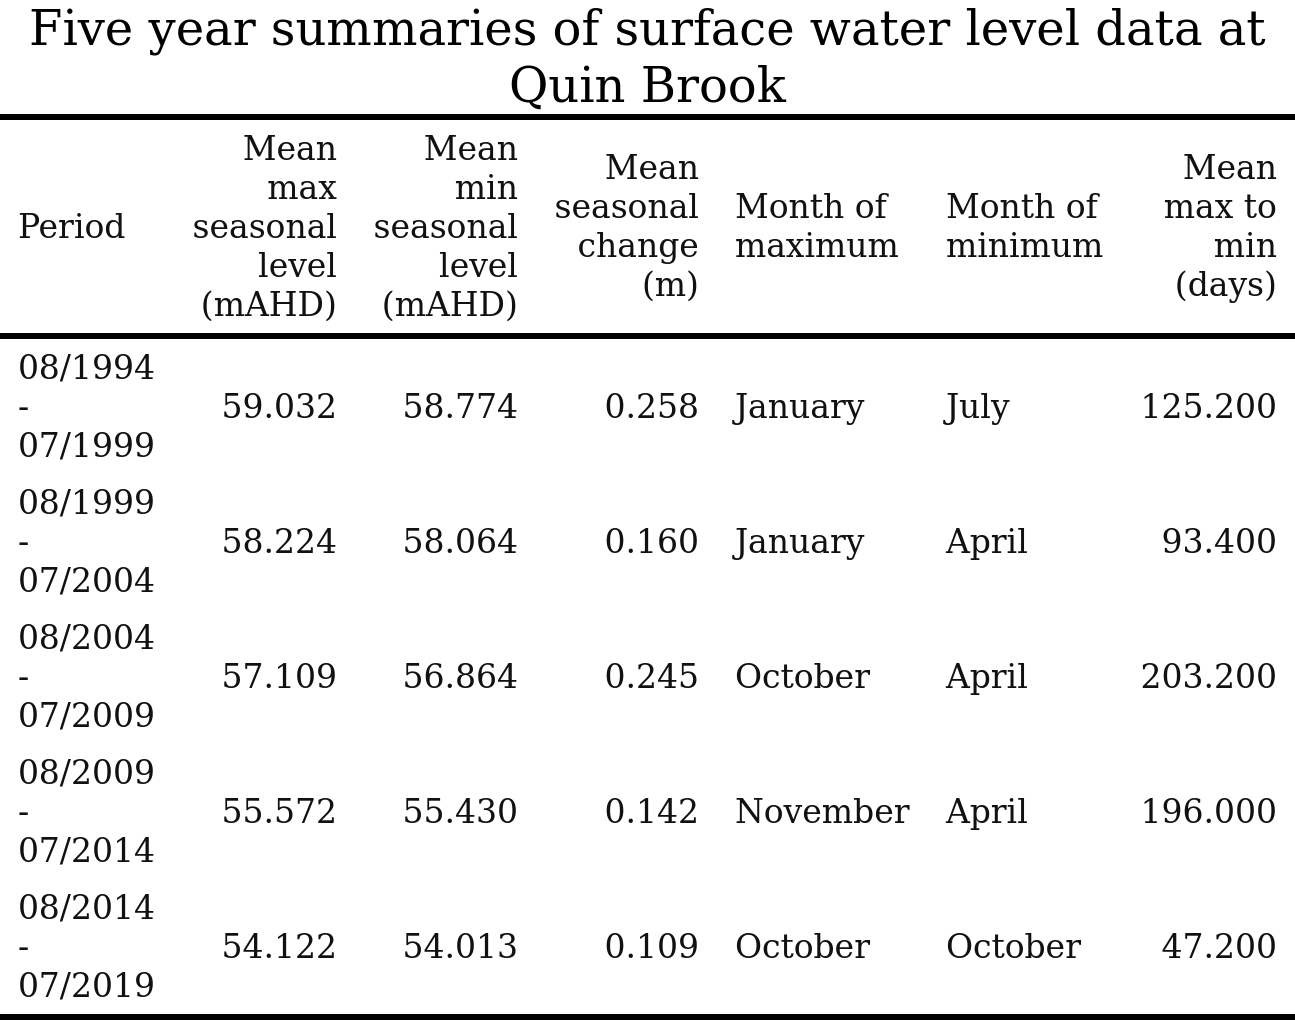 Five year summaries of surface water level data at
Quin Brook
Period
Mean
max
seasonal
level
(mAHD)
Mean
min
seasonal
level
(mAHD)
Mean
seasonal
change
(m)
Month of
maximum
Month of
minimum
Mean
max to
min
(days)
08/1994
-
07/1999
59.032
58.774
0.258
January
July
125.200
08/1999
-
07/2004
58.224
58.064
0.160
January
April
93.400
08/2004
-
07/2009
57.109
56.864
0.245
October
April
203.200
08/2009
-
07/2014
55.572
55.430
0.142
November
April
196.000
08/2014
-
07/2019
54.122
54.013
0.109
October
October
47.200